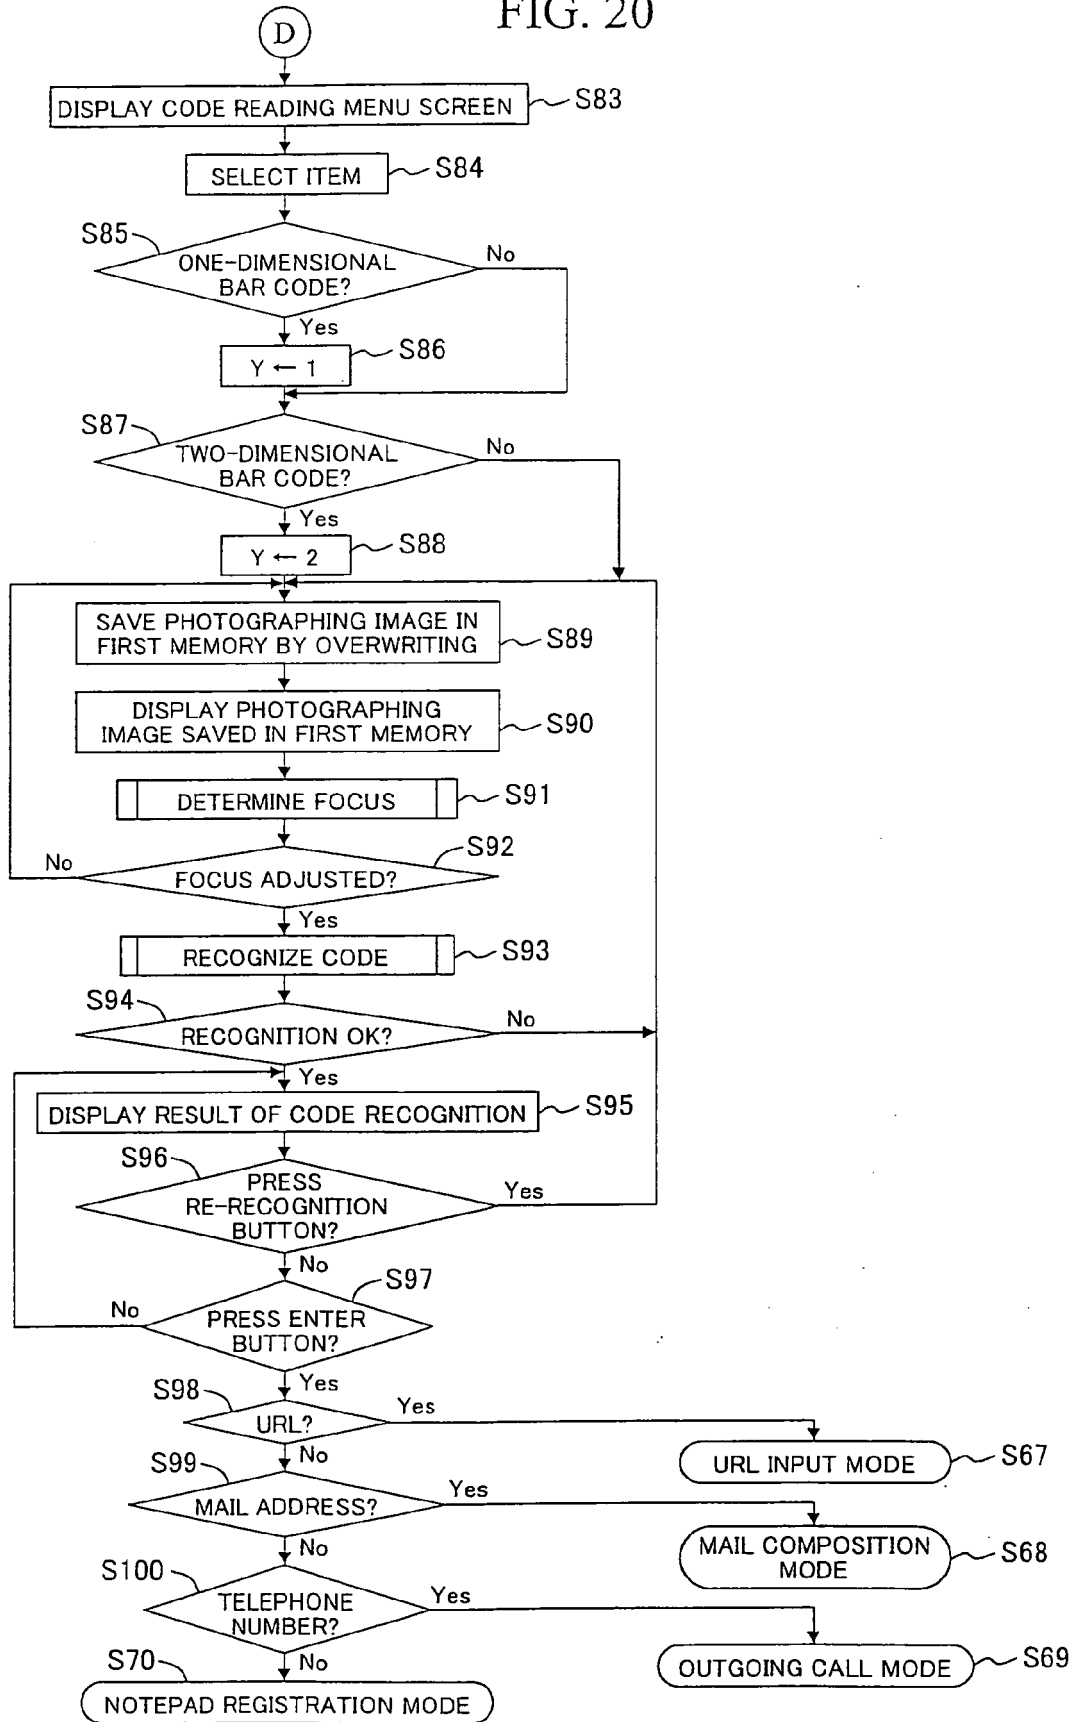 FIG. 20
D
DISPLAY CODE READING MENU SCREEN
S83
SELECT ITEM
S84
S85
ONE-DIMENSIONAL
BAR CODE?
No
Yes
Y ← 1
S86
S87
TWO-DIMENSIONAL
BAR CODE?
No
Yes
Y ← 2
S88
SAVE PHOTOGRAPHING IMAGE IN
FIRST MEMORY BY OVERWRITING
S89
DISPLAY PHOTOGRAPHING
IMAGE SAVED IN FIRST MEMORY
S90
DETERMINE FOCUS
S91
S92
No
FOCUS ADJUSTED?
Yes
RECOGNIZE CODE
S93
S94
RECOGNITION OK?
No
Yes
DISPLAY RESULT OF CODE RECOGNITION
S95
S96
PRESS
RE-RECOGNITION
BUTTON?
Yes
No
S97
No
PRESS ENTER
BUTTON?
Yes
S98
URL?
Yes
URL INPUT MODE
S67
No
S99
MAIL ADDRESS?
Yes
MAIL COMPOSITION
MODE
S68
No
S100
TELEPHONE
NUMBER?
Yes
OUTGOING CALL MODE
S69
No
S70
NOTEPAD REGISTRATION MODE